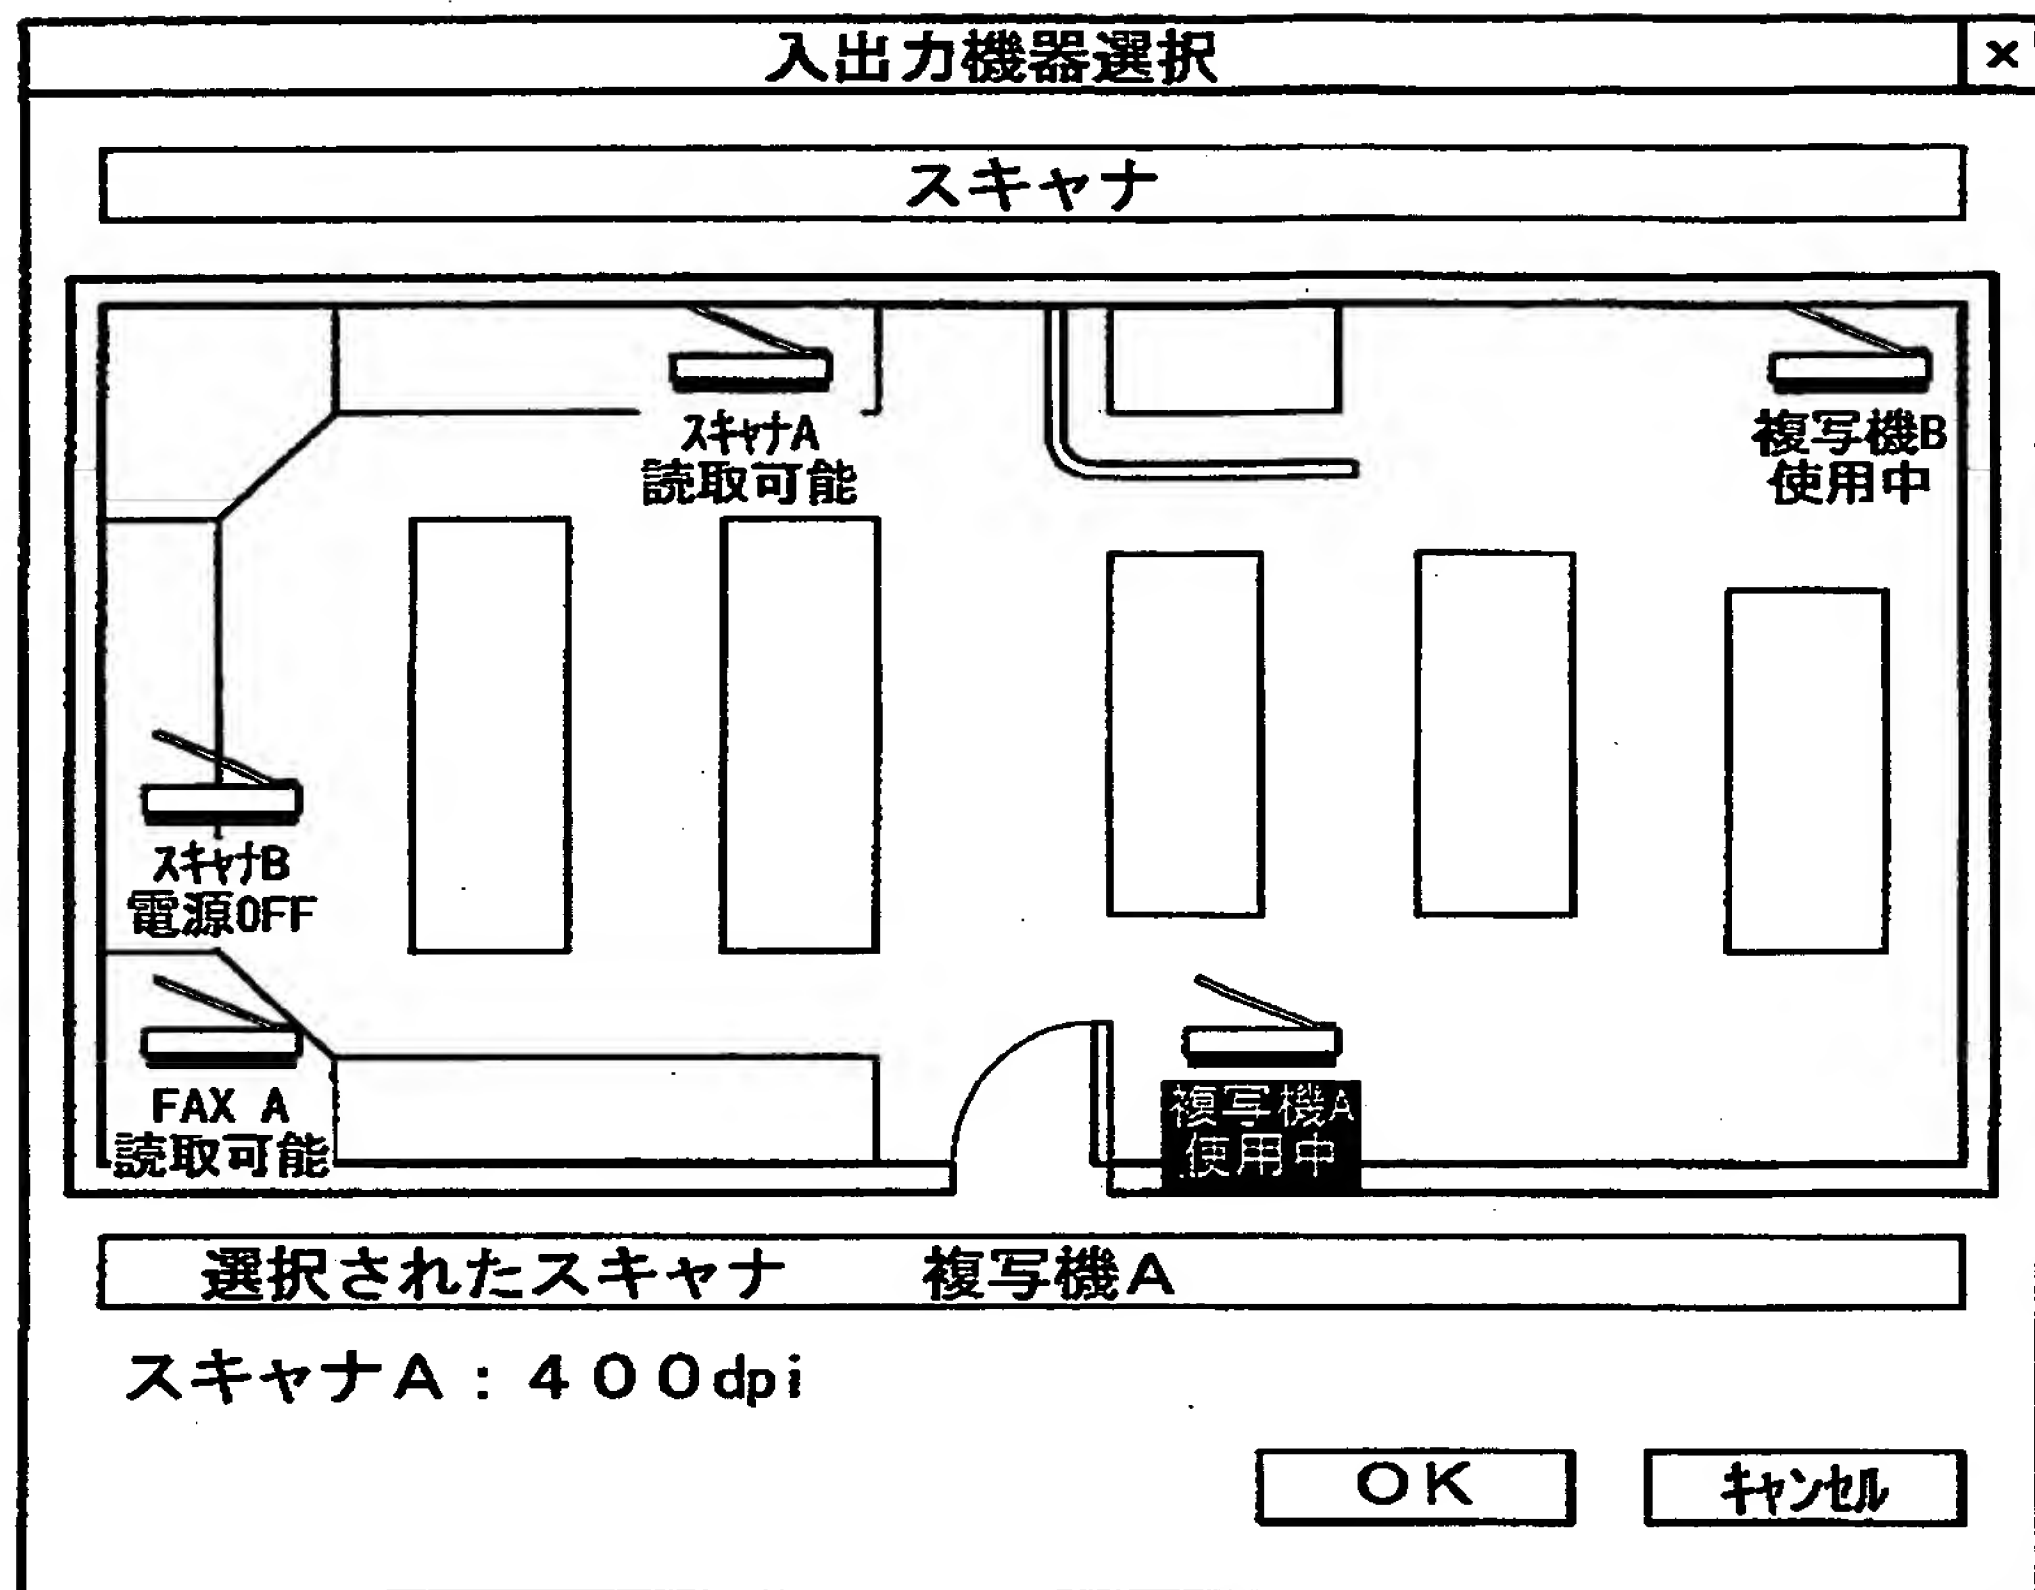 入出力機器選択 ×
スキャナ
スキャナA
読取可能
複写機B
使用中
スキャナB
電源OFF
FAX A
読取可能
複写機A
使用中
選択されたスキャナ 複写機A
スキャナA:400dpi
OK キャンセル